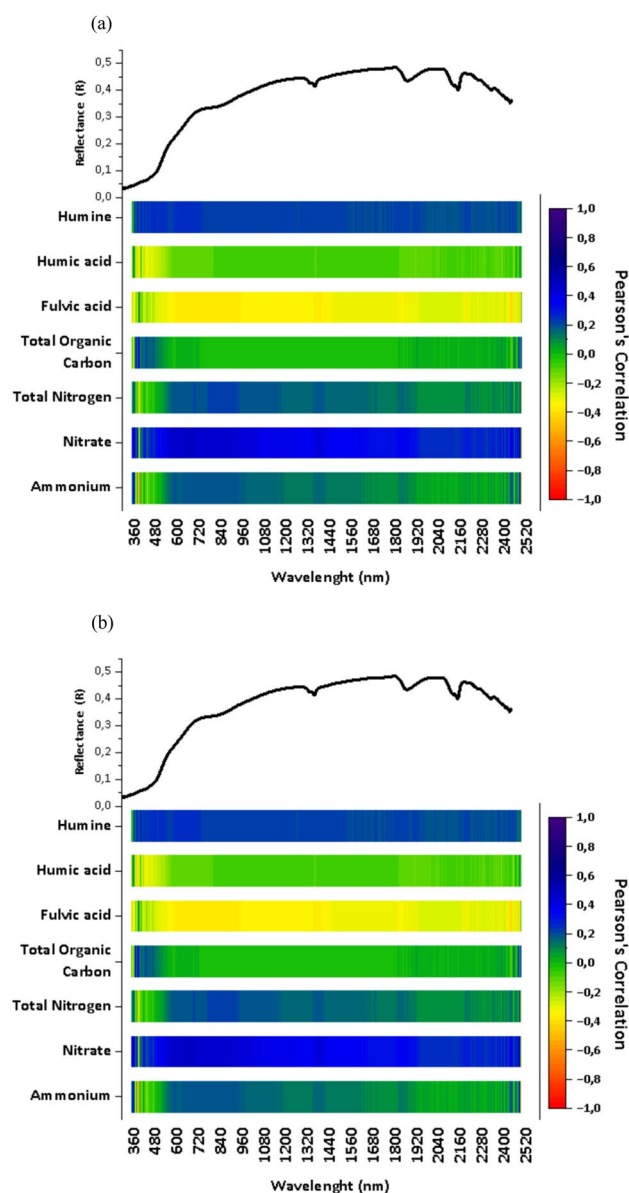 (a)
0,5
0,4
0,3
0,2
0,1
0,0
Reflectance (R)
Humine
Humic acid
Fulvic acid
Total Organic
Carbon
Total Nitrogen
Nitrate
Ammonium
1,0
0,8
0,6
0,4
0,2
0,0
−0,2
−0,4
−0,6
−0,8
−1,0
Pearson's Correlation
360 480 600 720 840 960 1080 1200 1320 1440 1560 1680 1800 1920 2040 2160 2280 2400 2520
Wavelenght (nm)
(b)
0,5
0,4
0,3
0,2
0,1
0,0
Reflectance (R)
Humine
Humic acid
Fulvic acid
Total Organic
Carbon
Total Nitrogen
Nitrate
Ammonium
1,0
0,8
0,6
0,4
0,2
0,0
−0,2
−0,4
−0,6
−0,8
−1,0
Pearson's Correlation
360 480 600 720 840 960 1080 1200 1320 1440 1560 1680 1800 1920 2040 2160 2280 2400 2520
Wavelenght (nm)